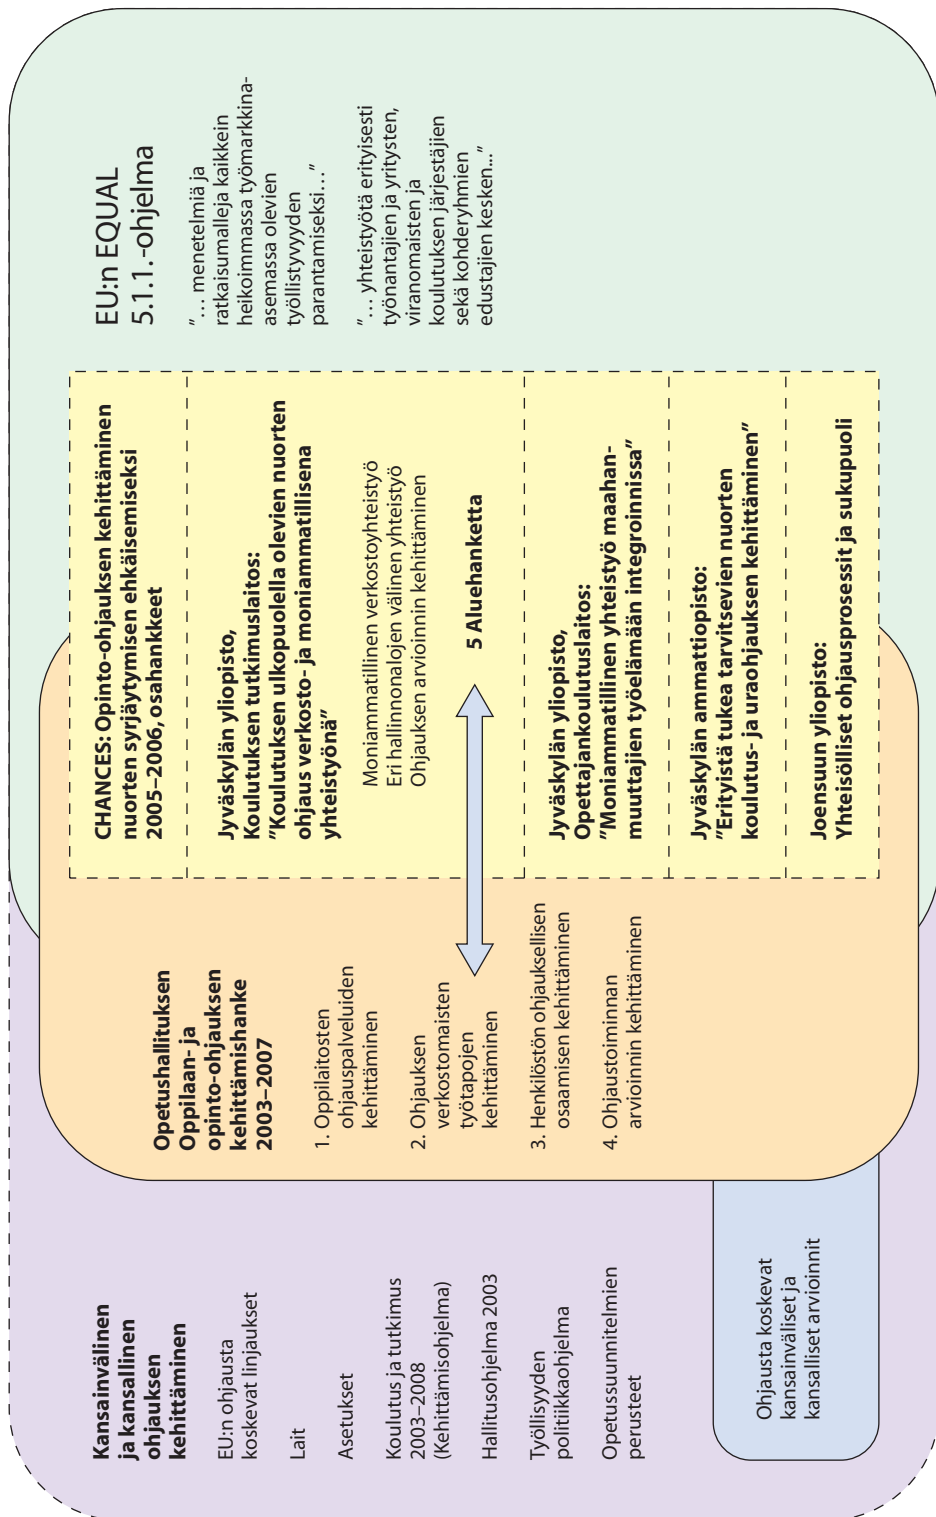 Kansainvälinen
ja kansallinen
ohjauksen
kehittäminen
EU:n ohjausta
koskevat linjaukset
Lait
Asetukset
Koulutus ja tutkimus
2003–2008
(Kehittämisohjelma)
Hallitusohjelma 2003
Työllisyyden
politiikkaohjelma
Opetussuunnitelmien
perusteet
Ohjausta koskevat
kansainväliset ja
kansalliset arvioinnit
Opetushallituksen
Oppilaan- ja
opinto-ohjauksen
kehittämishanke
2003–2007
1. Oppilaitosten
ohjauspalveluiden
kehittäminen
2. Ohjauksen
verkostomaisten
työtapojen
kehittäminen
3. Henkilöstön ohjauksellisen
osaamisen kehittäminen
4. Ohjaustoiminnan
arvioinnin kehittäminen
CHANCES: Opinto-ohjauksen kehittäminen
nuorten syrjäytymisen ehkäisemiseksi
2005–2006, osahankkeet
Jyväskylän yliopisto,
Koulutuksen tutkimuslaitos:
”Koulutuksen ulkopuolella olevien nuorten
ohjaus verkosto- ja moniammatillisena
yhteistyönä”
Moniammatillinen verkostoyhteistyö
Eri hallinnonalojen välinen yhteistyö
Ohjauksen arvioinnin kehittäminen
5 Aluehanketta
Jyväskylän yliopisto,
Opettajankoulutuslaitos:
”Moniammatillinen yhteistyö maahan-
muuttajien työelämään integroinnissa”
Jyväskylän ammattiopisto:
”Erityistä tukea tarvitsevien nuorten
koulutus- ja uraohjauksen kehittäminen”
Joensuun yliopisto:
Yhteisölliset ohjausprosessit ja sukupuoli
EU:n EQUAL
5.1.1.-ohjelma
”… menetelmiä ja
ratkaisumalleja kaikkein
heikoimmassa työmarkkina-
asemassa olevien
työllistyvyyden
parantamiseksi…”
”… yhteistyötä erityisesti
työnantajien ja yritysten,
viranomaisten ja
koulutuksen järjestäjien
sekä kohderyhmien
edustajien kesken...”